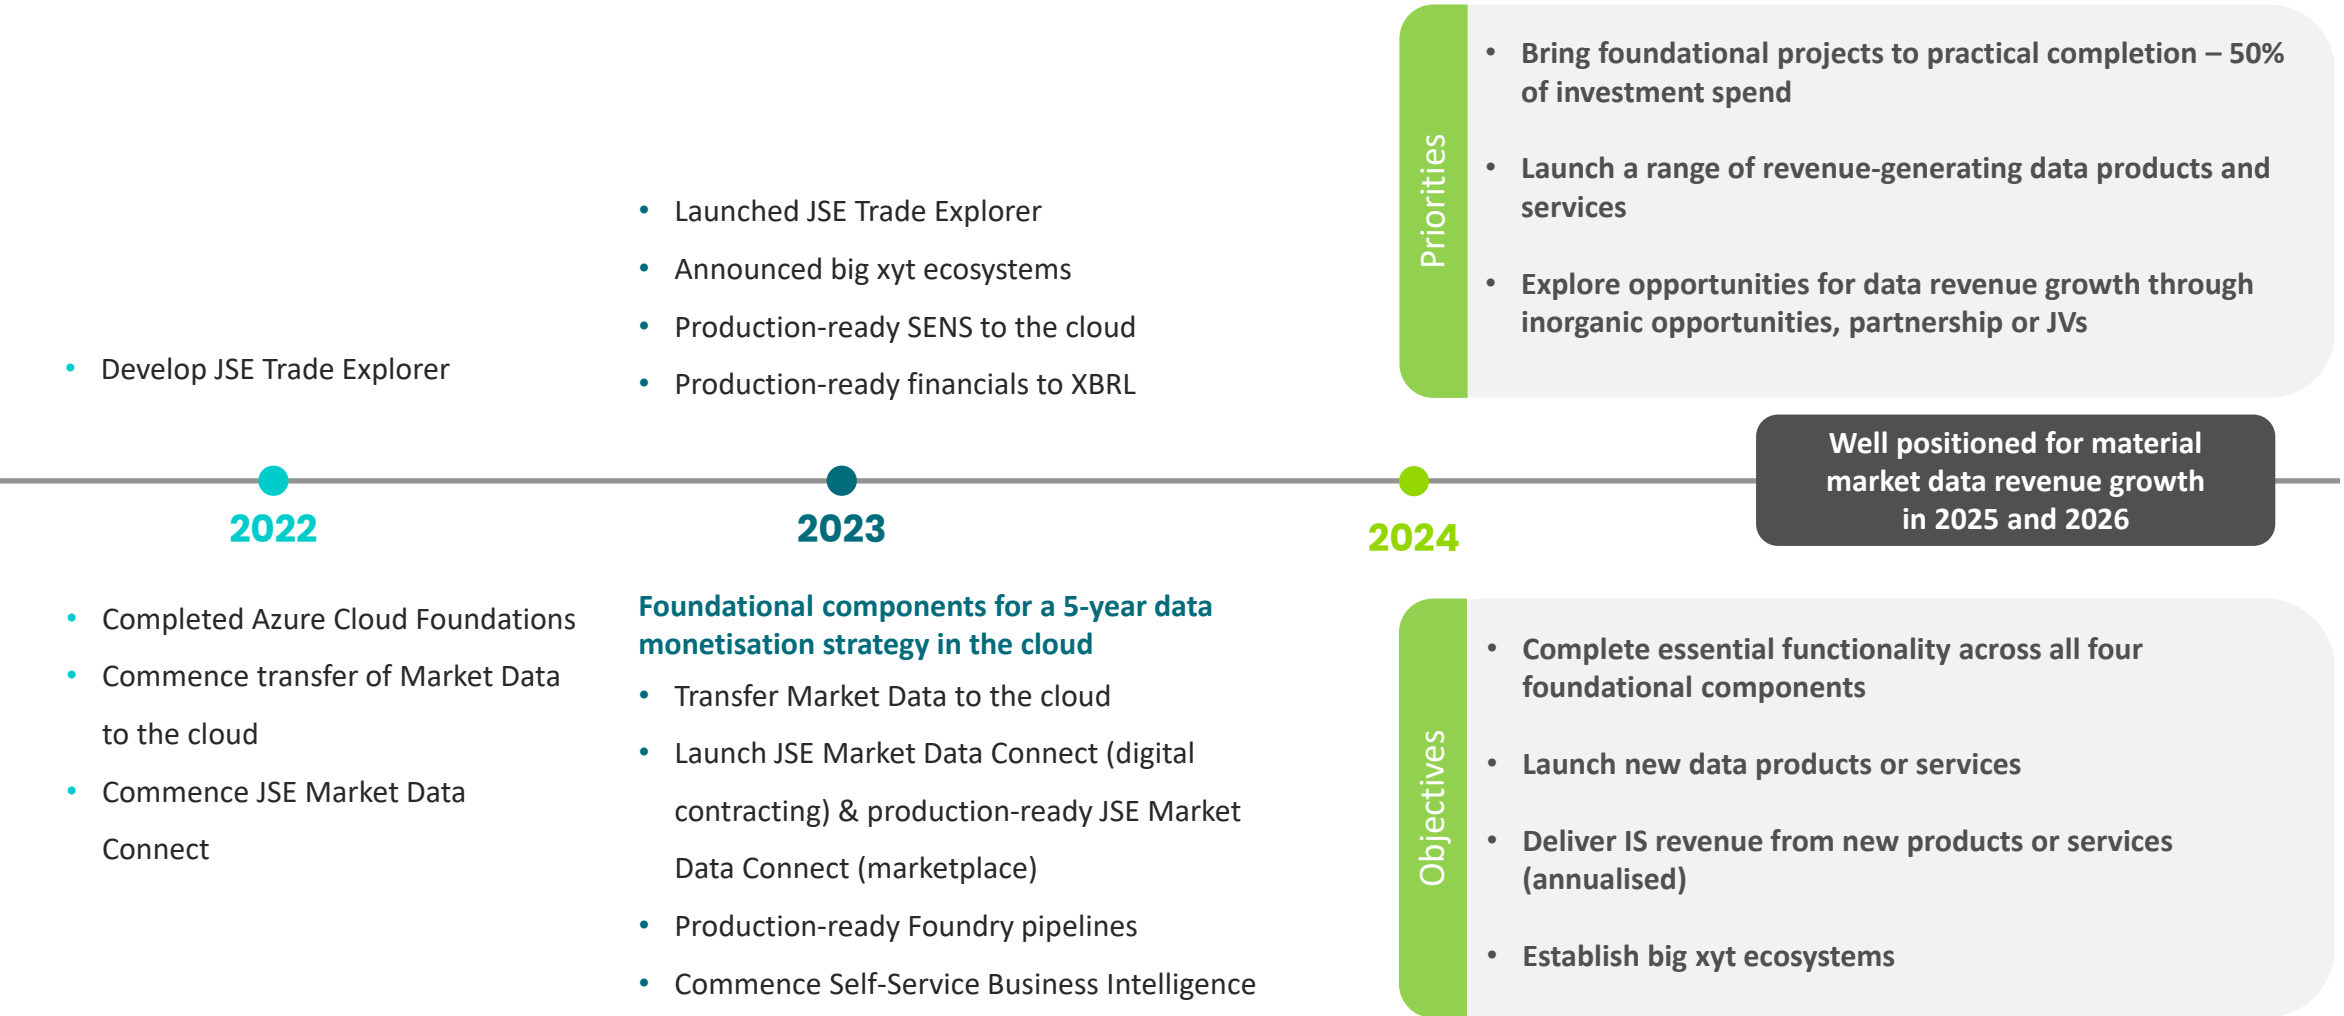 • Develop JSE Trade Explorer
• Launched JSE Trade Explorer
• Announced big xyt ecosystems
• Production-ready SENS to the cloud
• Production-ready financials to XBRL
Priorities
• Bring foundational projects to practical completion – 50%
of investment spend
• Launch a range of revenue-generating data products and
services
• Explore opportunities for data revenue growth through
inorganic opportunities, partnership or JVs
2022
2023
2024
Well positioned for material
market data revenue growth
in 2025 and 2026
• Completed Azure Cloud Foundations
• Commence transfer of Market Data
to the cloud
• Commence JSE Market Data
Connect
Foundational components for a 5-year data
monetisation strategy in the cloud
• Transfer Market Data to the cloud
• Launch JSE Market Data Connect (digital
contracting) & production-ready JSE Market
Data Connect (marketplace)
• Production-ready Foundry pipelines
• Commence Self-Service Business Intelligence
Objectives
• Complete essential functionality across all four
foundational components
• Launch new data products or services
• Deliver IS revenue from new products or services
(annualised)
• Establish big xyt ecosystems